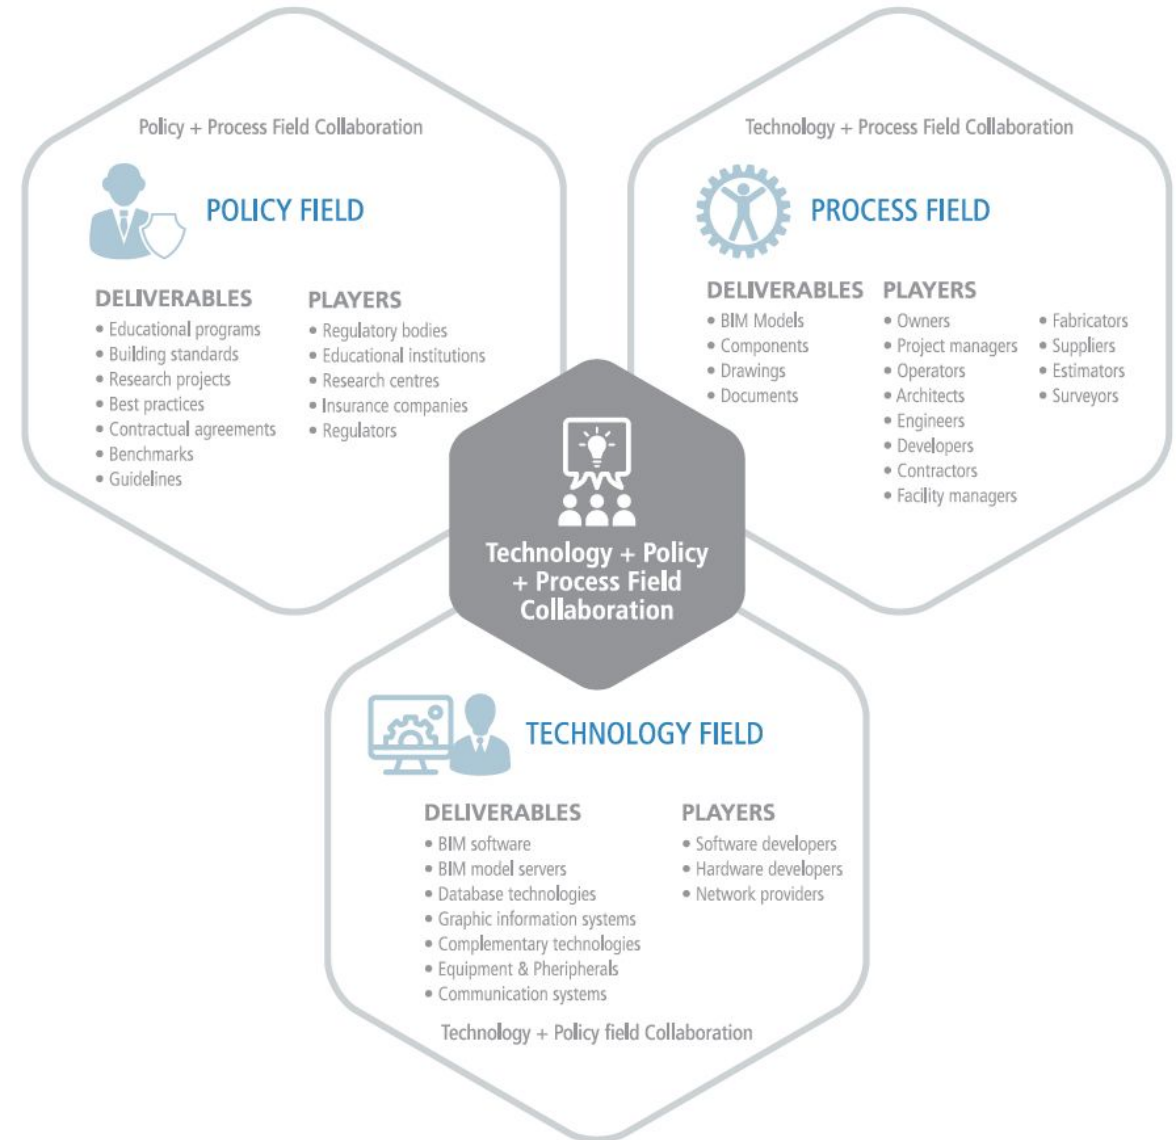 Policy + Process Field Collaboration
POLICY FIELD
DELIVERABLES
• Educational programs
• Building standards
• Research projects
• Best practices
• Contractual agreements
• Benchmarks
• Guidelines
PLAYERS
• Regulatory bodies
• Educational institutions
• Research centres
• Insurance companies
• Regulators
Technology + Process Field Collaboration
PROCESS FIELD
DELIVERABLES
• BIM Models
• Components
• Drawings
• Documents
PLAYERS
• Owners
• Project managers
• Operators
• Architects
• Engineers
• Developers
• Contractors
• Facility managers
• Fabricators
• Suppliers
• Estimators
• Surveyors
Technology + Policy
+ Process Field
Collaboration
TECHNOLOGY FIELD
DELIVERABLES
• BIM software
• BIM model servers
• Database technologies
• Graphic information systems
• Complementary technologies
• Equipment & Pheripherals
• Communication systems
PLAYERS
• Software developers
• Hardware developers
• Network providers
Technology + Policy field Collaboration